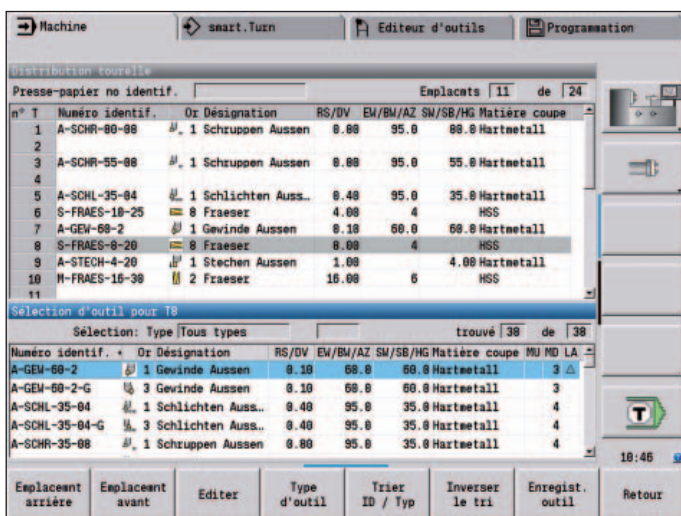 Machine smart.Turn Editeur d'outils Programmation
Distribution tourelle
Presse-papier no identif. Emplacmts 11 de 24
n° T Numéro identif. Or Désignation RS/DV EW/BW/AZ SW/SB/HG Matière coupe
1 A-SCHR-80-08 1 Schruppen Aussen 0.80 95.0 80.0 Hartmetall
2
3 A-SCHR-55-08 1 Schruppen Aussen 0.80 95.0 55.0 Hartmetall
4
5 A-SCHL-35-04 1 Schlichten Auss… 0.40 95.0 35.0 Hartmetall
6 S-FRAES-10-25 8 Fraeser 4.00 4 HSS
7 A-GEW-60-2 1 Gewinde Aussen 0.10 60.0 60.0 Hartmetall
8 S-FRAES-8-20 8 Fraeser 8.00 4 HSS
9 A-STECH-4-20 1 Stechen Aussen 1.00 4.00 Hartmetall
10 M-FRAES-16-30 2 Fraeser 16.00 6 HSS
11
Sélection d'outil pour T8
Sélection: Type Tous types trouvé 38 de 38
Numéro identif. Or Désignation RS/DV EW/BW/AZ SW/SB/HG Matière coupe MU MD LA
A-GEW-60-2 1 Gewinde Aussen 0.10 60.0 60.0 Hartmetall 3
A-GEW-60-2-G 3 Gewinde Aussen 0.10 60.0 60.0 Hartmetall 3
A-SCHL-35-04 1 Schlichten Auss… 0.40 95.0 35.0 Hartmetall 4
A-SCHL-35-04-G 3 Schlichten Auss… 0.40 95.0 35.0 Hartmetall 4
A-SCHR-35-08 1 Schruppen Aussen 0.80 95.0 35.0 Hartmetall 4
T
10:46
Emplacemnt arrière
Emplacemnt avant
Editer
Type d'outil
Trier ID / Typ
Inverser le tri
Enregist. outil
Retour